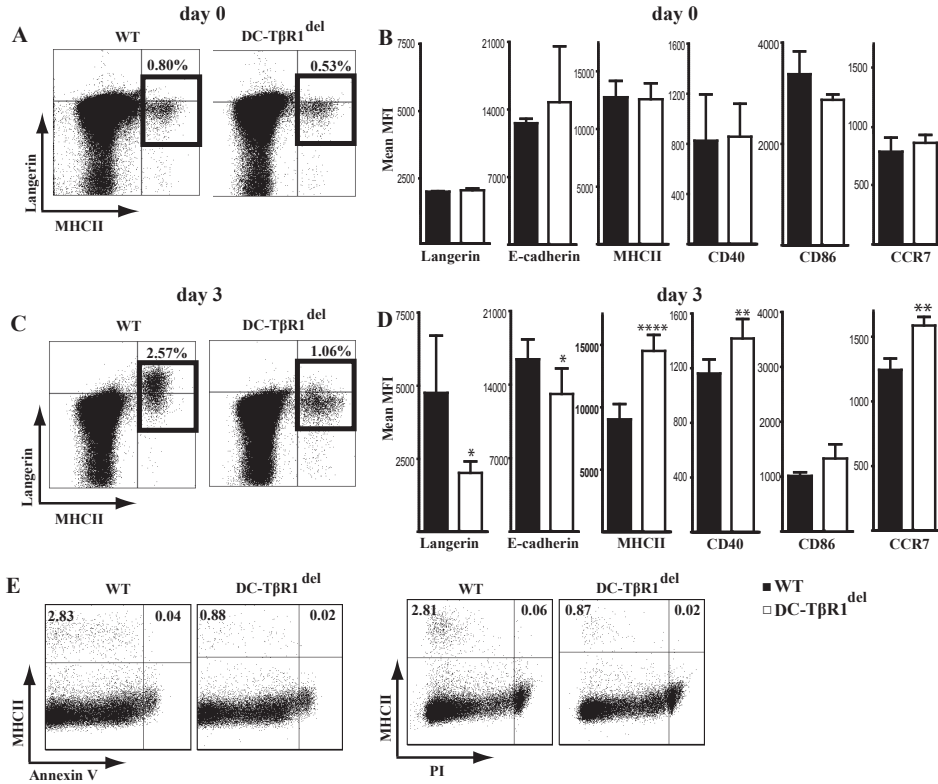 day 0
day 0
A
WT
DC-TβR1del
B
0.80%
0.53%
Langerin
MHCII
Mean MFI
7500
5000
2500
21000
14000
7000
15000
10000
5000
1600
1200
800
400
4000
3000
2000
1500
1000
500
Langerin
E-cadherin
MHCII
CD40
CD86
CCR7
day 3
day 3
C
WT
DC-TβR1del
D
2.57%
1.06%
Langerin
MHCII
Mean MFI
7500
5000
2500
21000
14000
7000
15000
10000
5000
1600
1200
800
400
4000
3000
2000
1000
1500
1000
500
*
*
****
**
**
Langerin
E-cadherin
MHCII
CD40
CD86
CCR7
E
WT
DC-TβR1del
WT
DC-TβR1del
WT
DC-TβR1del
2.83
0.04
0.88
0.02
2.81
0.06
0.87
0.02
MHCII
Annexin V
MHCII
PI